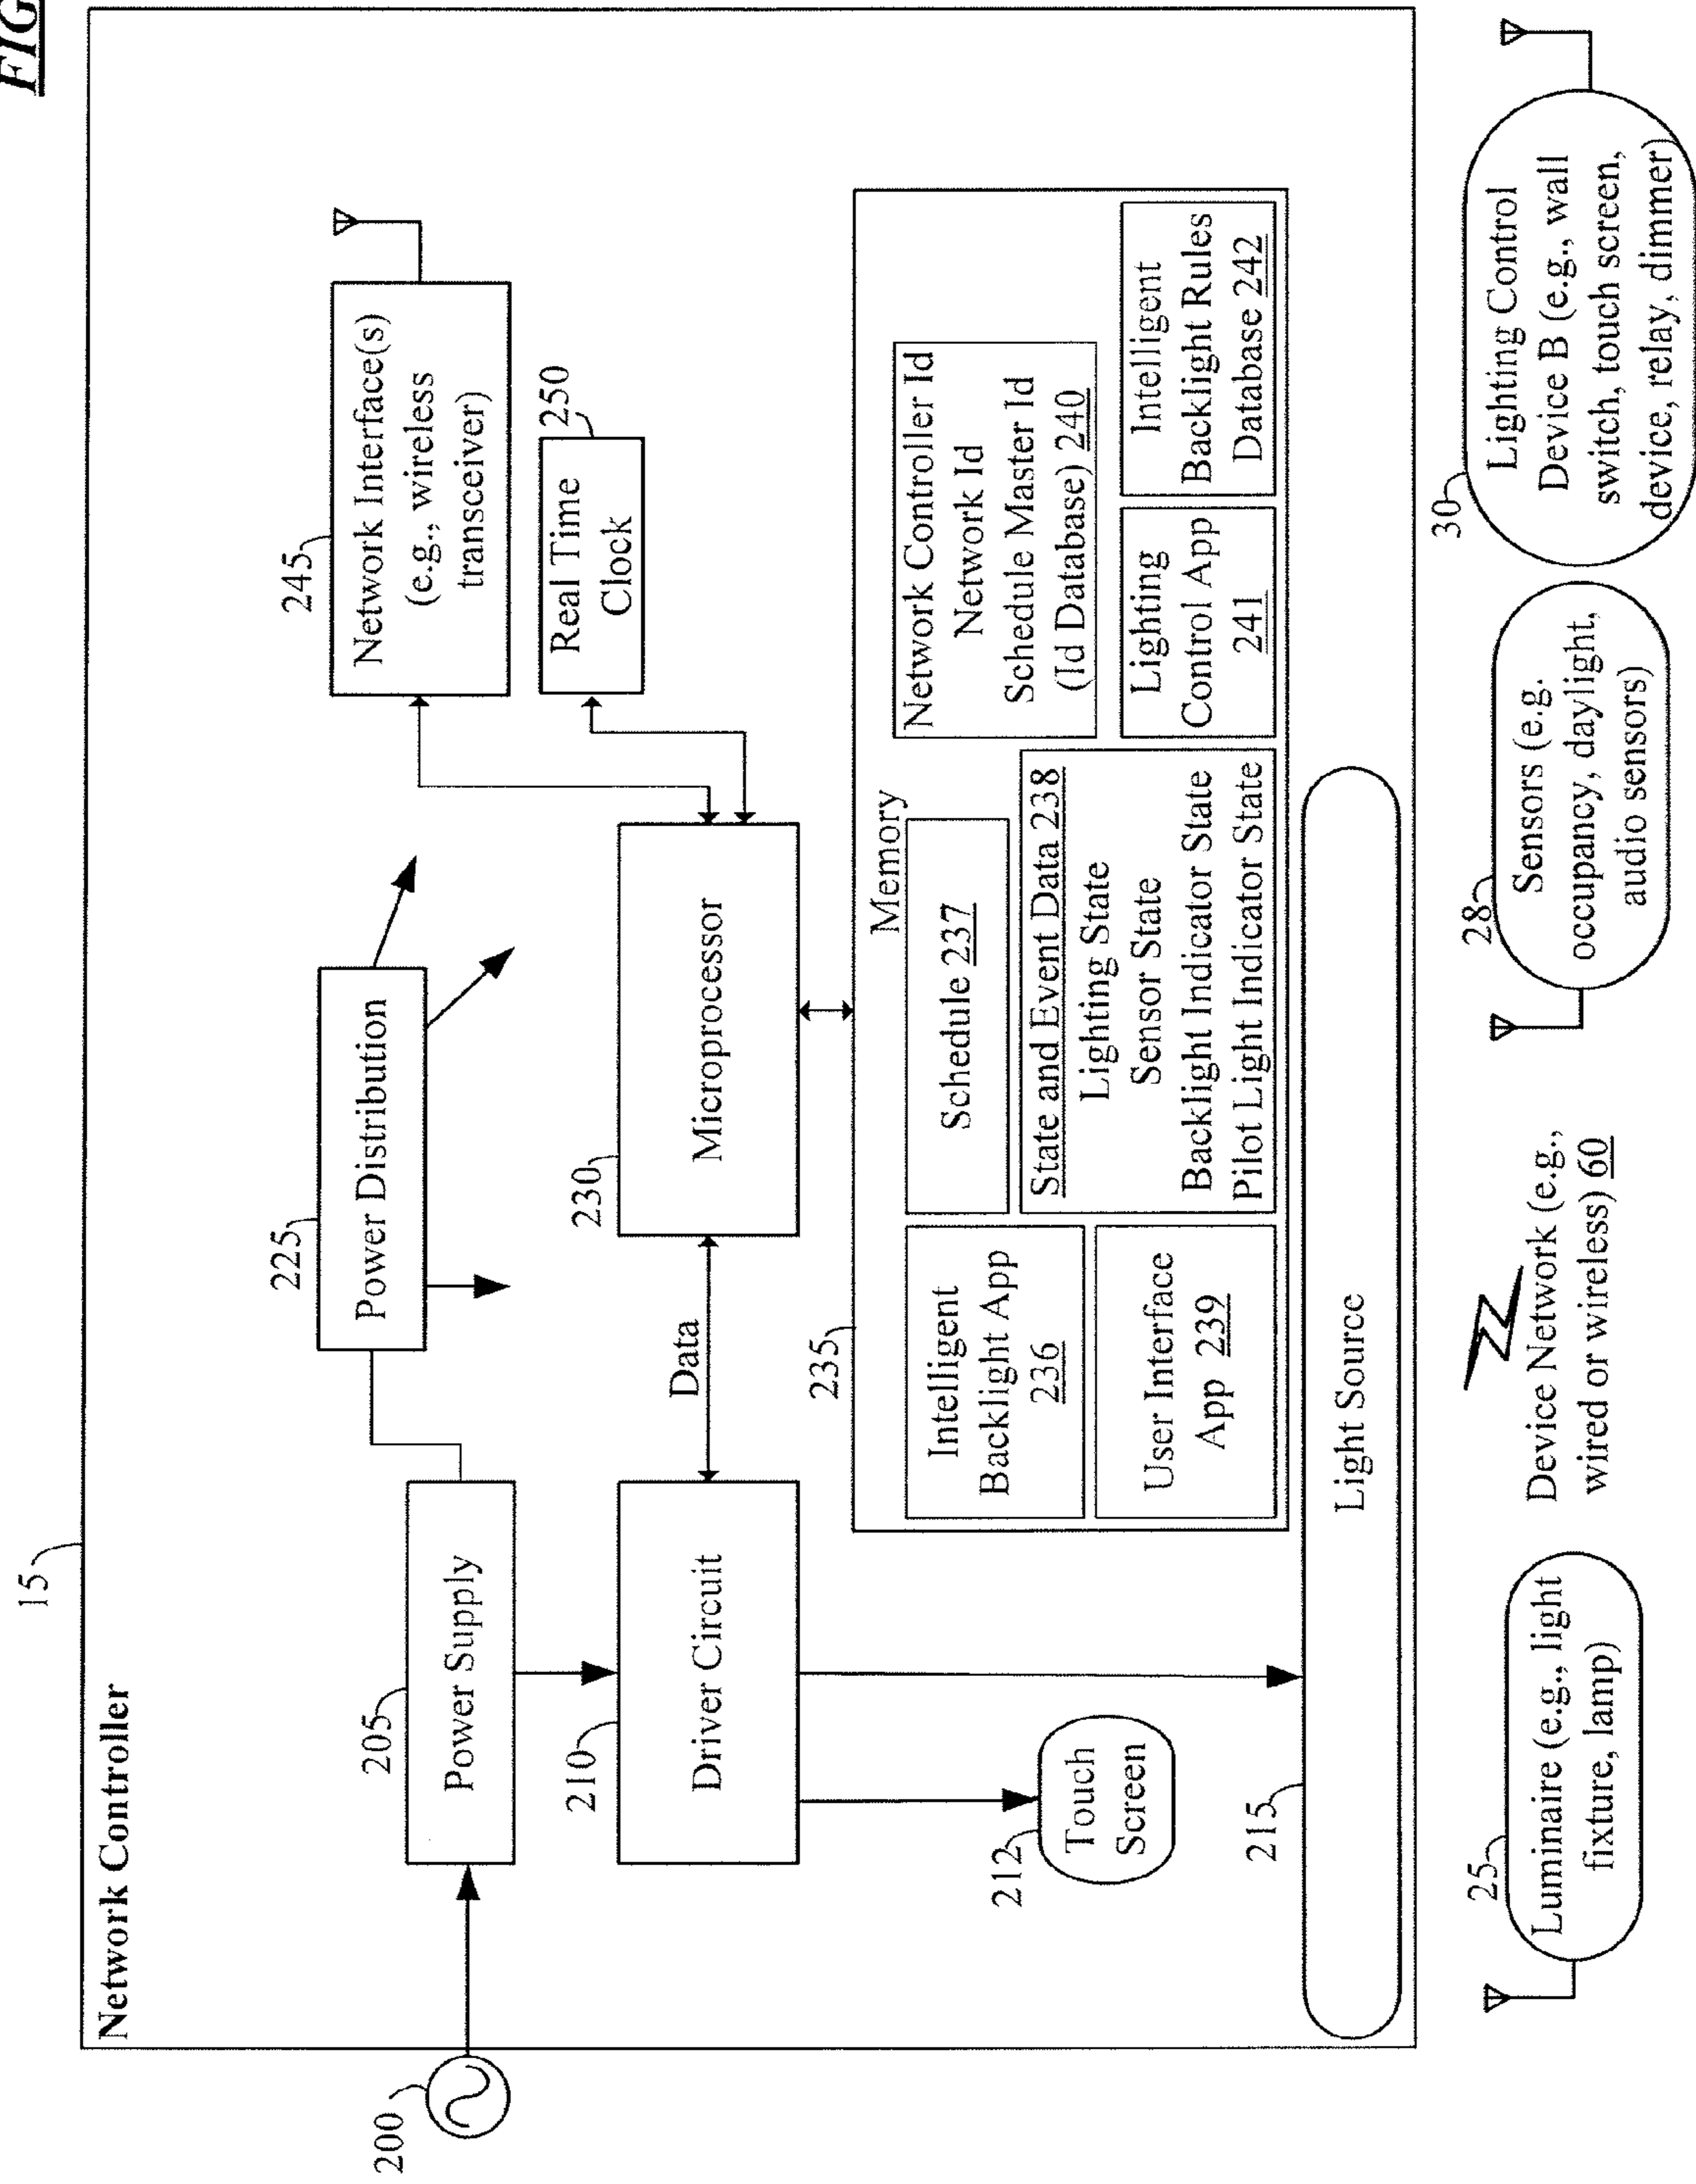 FIG
15
Network Controller
200
205
Power Supply
225
Power Distribution
245
Network Interface(s)
(e.g., wireless
transceiver)
250
Real Time
Clock
210
Driver Circuit
Data
230
Microprocessor
235
Memory
Intelligent
Backlight App
236
Schedule 237
Network Controller Id
Network Id
Schedule Master Id
(Id Database) 240
User Interface
App 239
State and Event Data 238
Lighting State
Sensor State
Backlight Indicator State
Pilot Light Indicator State
Lighting
Control App
241
Intelligent
Backlight Rules
Database 242
212
Touch
Screen
215
Light Source
25
Luminaire (e.g., light
fixture, lamp)
Device Network (e.g.,
wired or wireless) 60
28
Sensors (e.g.
occupancy, daylight,
audio sensors)
30
Lighting Control
Device B (e.g., wall
switch, touch screen,
device, relay, dimmer)